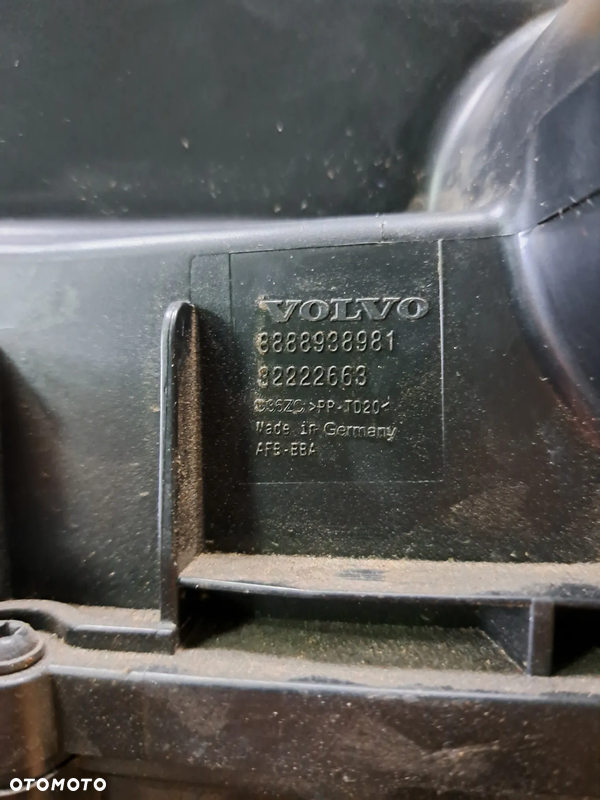 VOLVO
8888938981
32222663
>PP-TD20<
Made in Germany
AFB-EBA
OTOMOTO